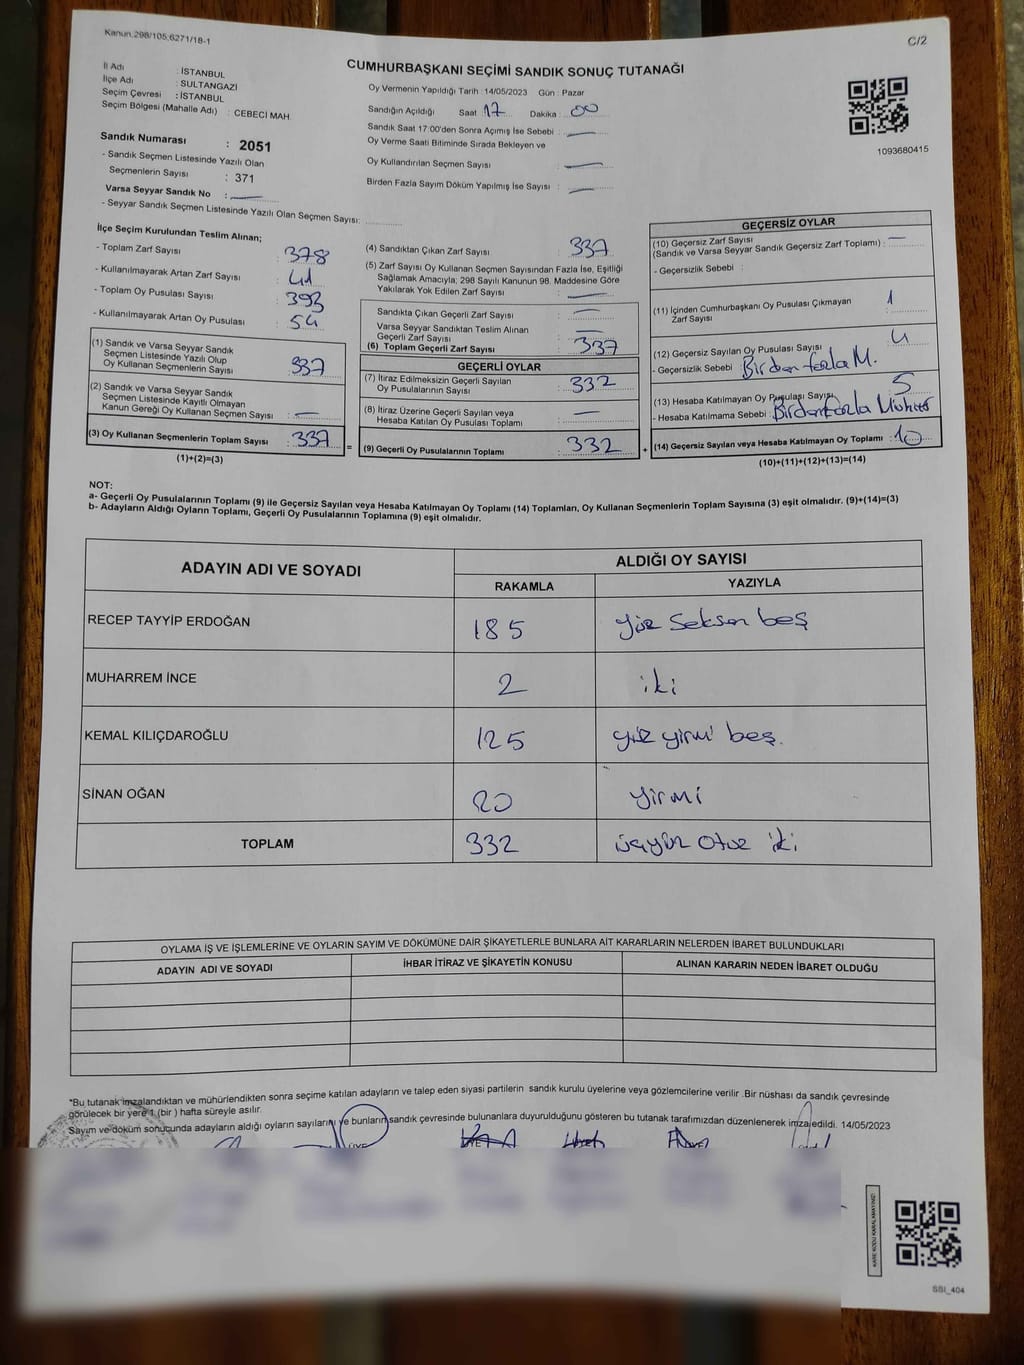 Kanun.298/105;6271/18-1
C/2
CUMHURBAŞKANI SEÇİMİ SANDIK SONUÇ TUTANAĞI
İl Adı : İSTANBUL
İlçe Adı : SULTANGAZİ
Seçim Çevresi : İSTANBUL
Seçim Bölgesi (Mahalle Adı) : CEBECİ MAH.
Sandık Numarası : 2051
- Sandık Seçmen Listesinde Yazılı Olan
Seçmenlerin Sayısı : 371
Varsa Seyyar Sandık No :
- Seyyar Sandık Seçmen Listesinde Yazılı Olan Seçmen Sayısı:
Oy Vermenin Yapıldığı Tarih : 14/05/2023 Gün : Pazar
Sandığın Açıldığı Saat 17 Dakika : 00
Sandık Saat 17:00'den Sonra Açımış İse Sebebi :
Oy Verme Saati Bitiminde Sırada Bekleyen ve
Oy Kullandırılan Seçmen Sayısı
Birden Fazla Sayım Döküm Yapılmış İse Sayısı :
1093680415
İlçe Seçim Kurulundan Teslim Alınan;
- Toplam Zarf Sayısı : 378
- Kullanılmayarak Artan Zarf Sayısı : 41
- Toplam Oy Pusulası Sayısı : 393
- Kullanılmayarak Artan Oy Pusulası : 54
(1) Sandık ve Varsa Seyyar Sandık
Seçmen Listesinde Yazılı Olup
Oy Kullanan Seçmenlerin Sayısı : 337
(2) Sandık ve Varsa Seyyar Sandık
Seçmen Listesinde Kayıtlı Olmayan
Kanun Gereği Oy Kullanan Seçmen Sayısı : —
(3) Oy Kullanan Seçmenlerin Toplam Sayısı : 337
(1)+(2)=(3)
(4) Sandıktan Çıkan Zarf Sayısı : 337
(5) Zarf Sayısı Oy Kullanan Seçmen Sayısından Fazla İse, Eşitliği
Sağlamak Amacıyla; 298 Sayılı Kanunun 98. Maddesine Göre
Yakılarak Yok Edilen Zarf Sayısı : —
Sandıkta Çıkan Geçerli Zarf Sayısı : —
Varsa Seyyar Sandıktan Teslim Alınan
Geçerli Zarf Sayısı : —
(6) Toplam Geçerli Zarf Sayısı : 337
GEÇERLİ OYLAR
(7) İtiraz Edilmeksizin Geçerli Sayılan
Oy Pusulalarının Sayısı : 332
(8) İtiraz Üzerine Geçerli Sayılan veya
Hesaba Katılan Oy Pusulası Toplamı : —
= (9) Geçerli Oy Pusulalarının Toplamı : 332 +
GEÇERSİZ OYLAR
(10) Geçersiz Zarf Sayısı
(Sandık ve Varsa Seyyar Sandık Geçersiz Zarf Toplamı) : —
- Geçersizlik Sebebi :
(11) İçinden Cumhurbaşkanı Oy Pusulası Çıkmayan
Zarf Sayısı : 1
(12) Geçersiz Sayılan Oy Pusulası Sayısı : 4
- Geçersizlik Sebebi : Birden fazla M.
(13) Hesaba Katılmayan Oy Pusulası Sayısı : 5
- Hesaba Katılmama Sebebi : Birden fazla Mühür
(14) Geçersiz Sayılan veya Hesaba Katılmayan Oy Toplamı : 10
(10)+(11)+(12)+(13)=(14)
NOT:
a- Geçerli Oy Pusulalarının Toplamı (9) ile Geçersiz Sayılan veya Hesaba Katılmayan Oy Toplamı (14) Toplamları, Oy Kullanan Seçmenlerin Toplam Sayısına (3) eşit olmalıdır. (9)+(14)=(3)
b- Adayların Aldığı Oyların Toplamı, Geçerli Oy Pusulalarının Toplamına (9) eşit olmalıdır.
ADAYIN ADI VE SOYADI
ALDIĞI OY SAYISI
RAKAMLA YAZIYLA
RECEP TAYYİP ERDOĞAN 185 yüz seksen beş
MUHARREM İNCE 2 iki
KEMAL KILIÇDAROĞLU 125 yüz yirmi beş.
SİNAN OĞAN 20 yirmi
TOPLAM 332 üçyüz otuz iki
OYLAMA İŞ VE İŞLEMLERİNE VE OYLARIN SAYIM VE DÖKÜMÜNE DAİR ŞİKAYETLERLE BUNLARA AİT KARARLARIN NELERDEN İBARET BULUNDUKLARI
ADAYIN ADI VE SOYADI İHBAR İTİRAZ VE ŞİKAYETİN KONUSU ALINAN KARARIN NEDEN İBARET OLDUĞU
*Bu tutanak imzalandıktan ve mühürlendikten sonra seçime katılan adayların ve talep eden siyasi partilerin sandık kurulu üyelerine veya gözlemcilerine verilir .Bir nüshası da sandık çevresinde
görülecek bir yere 1 (bir ) hafta süreyle asılır.
Sayım ve döküm sonucunda adayların aldığı oyların sayılarını ve bunların sandık çevresinde bulunanlara duyurulduğunu gösteren bu tutanak tarafımızdan düzenlenerek imza edildi. 14/05/2023
KARE KODU KARALAMAYINIZ!
SSI_404